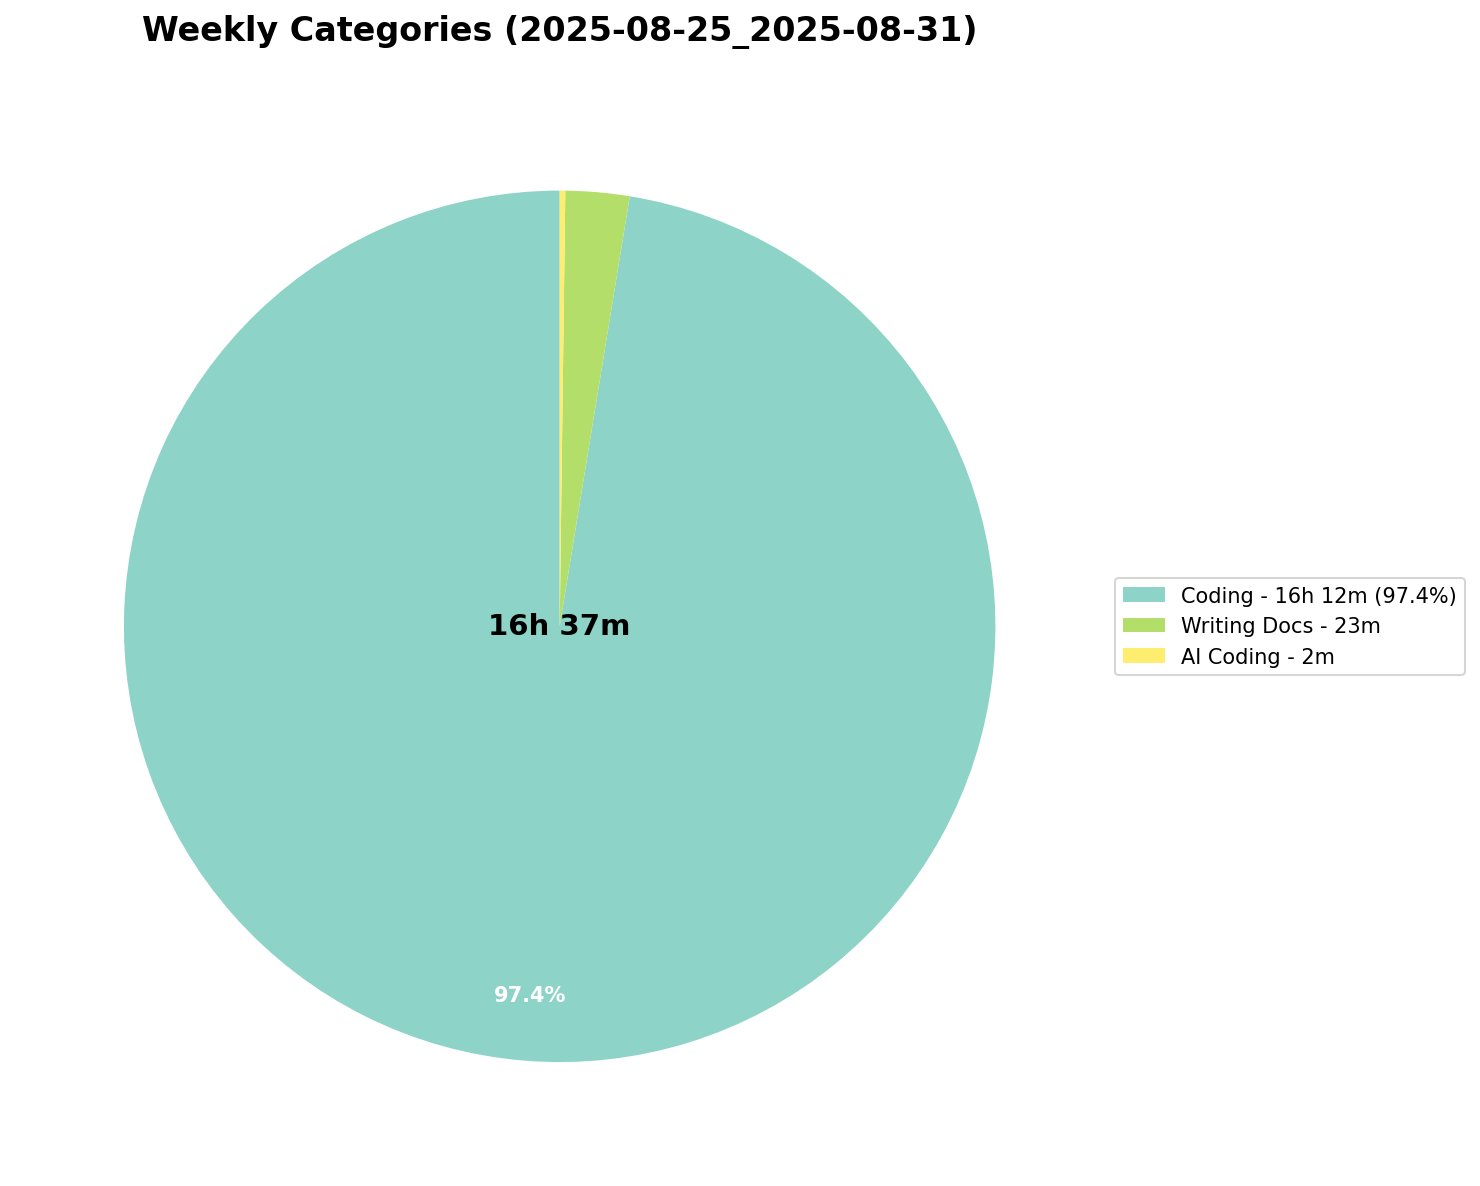 Weekly Categories (2025-08-25_2025-08-31)
16h 37m
97.4%
Coding - 16h 12m (97.4%)
Writing Docs - 23m
AI Coding - 2m